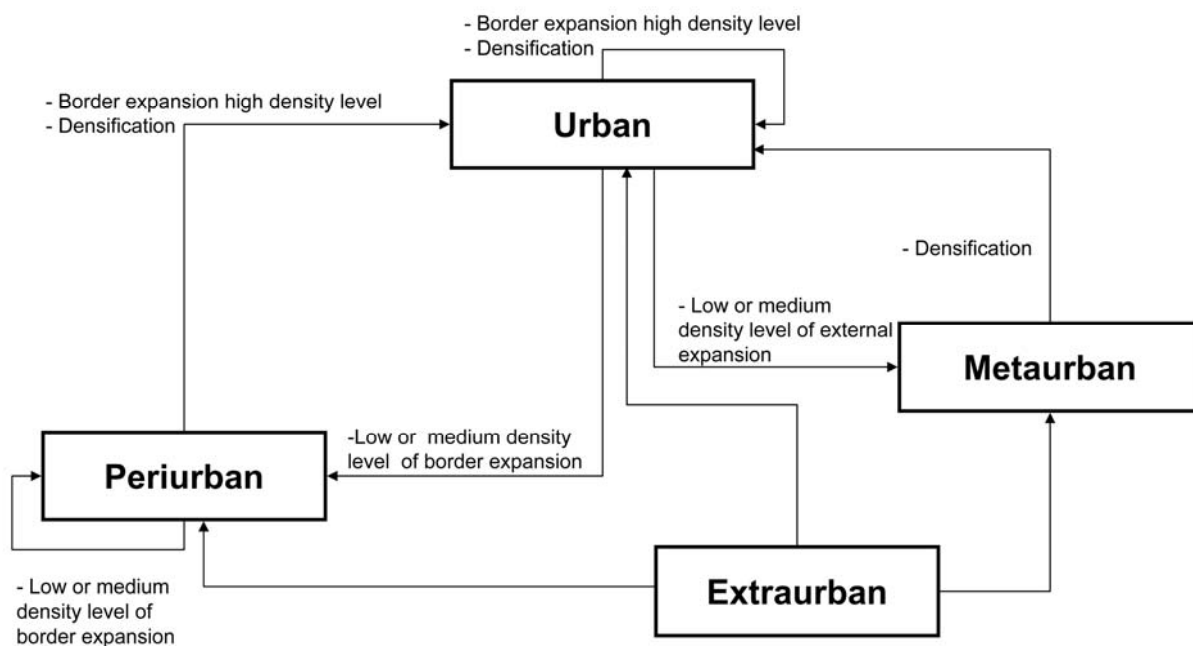 - Border expansion high density level
- Densification
- Border expansion high density level
- Densification
Urban
- Densification
- Low or medium
density level of external
expansion
Metaurban
-Low or medium density
level of border expansion
Periurban
Extraurban
- Low or medium
density level of
border expansion